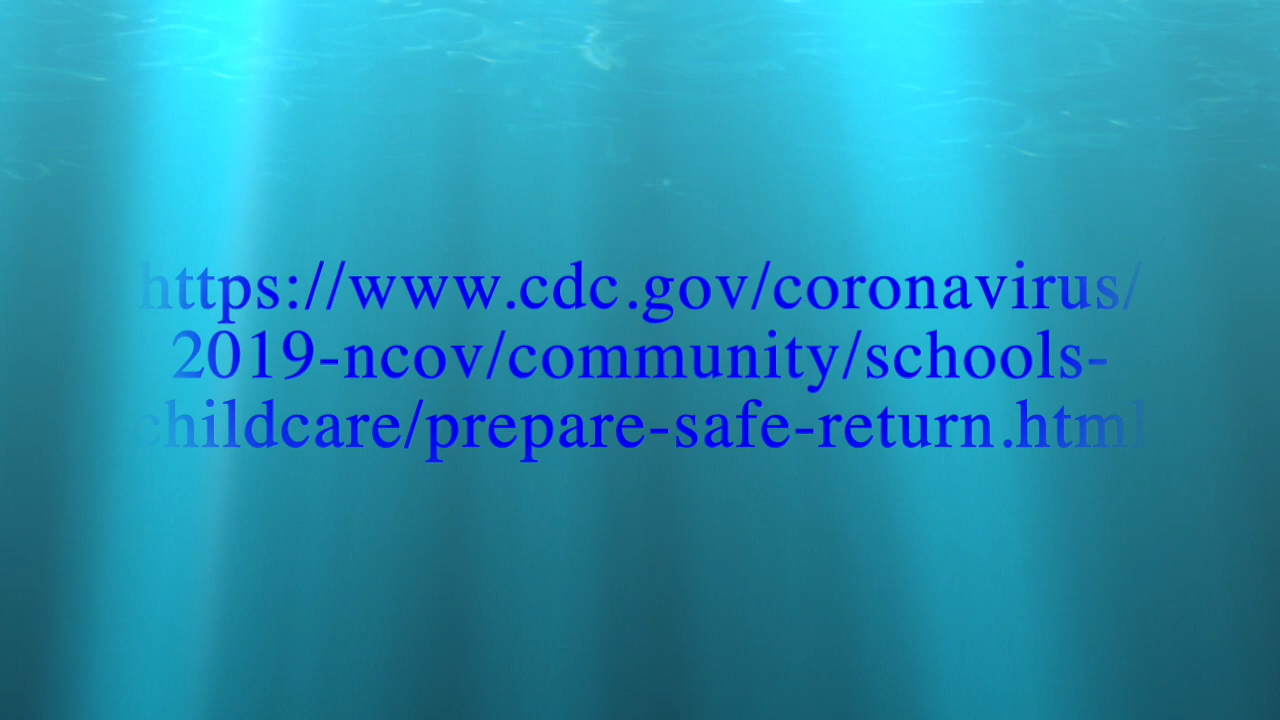 https://www.cdc.gov/coronavirus/
2019-ncov/community/schools-
childcare/prepare-safe-return.html